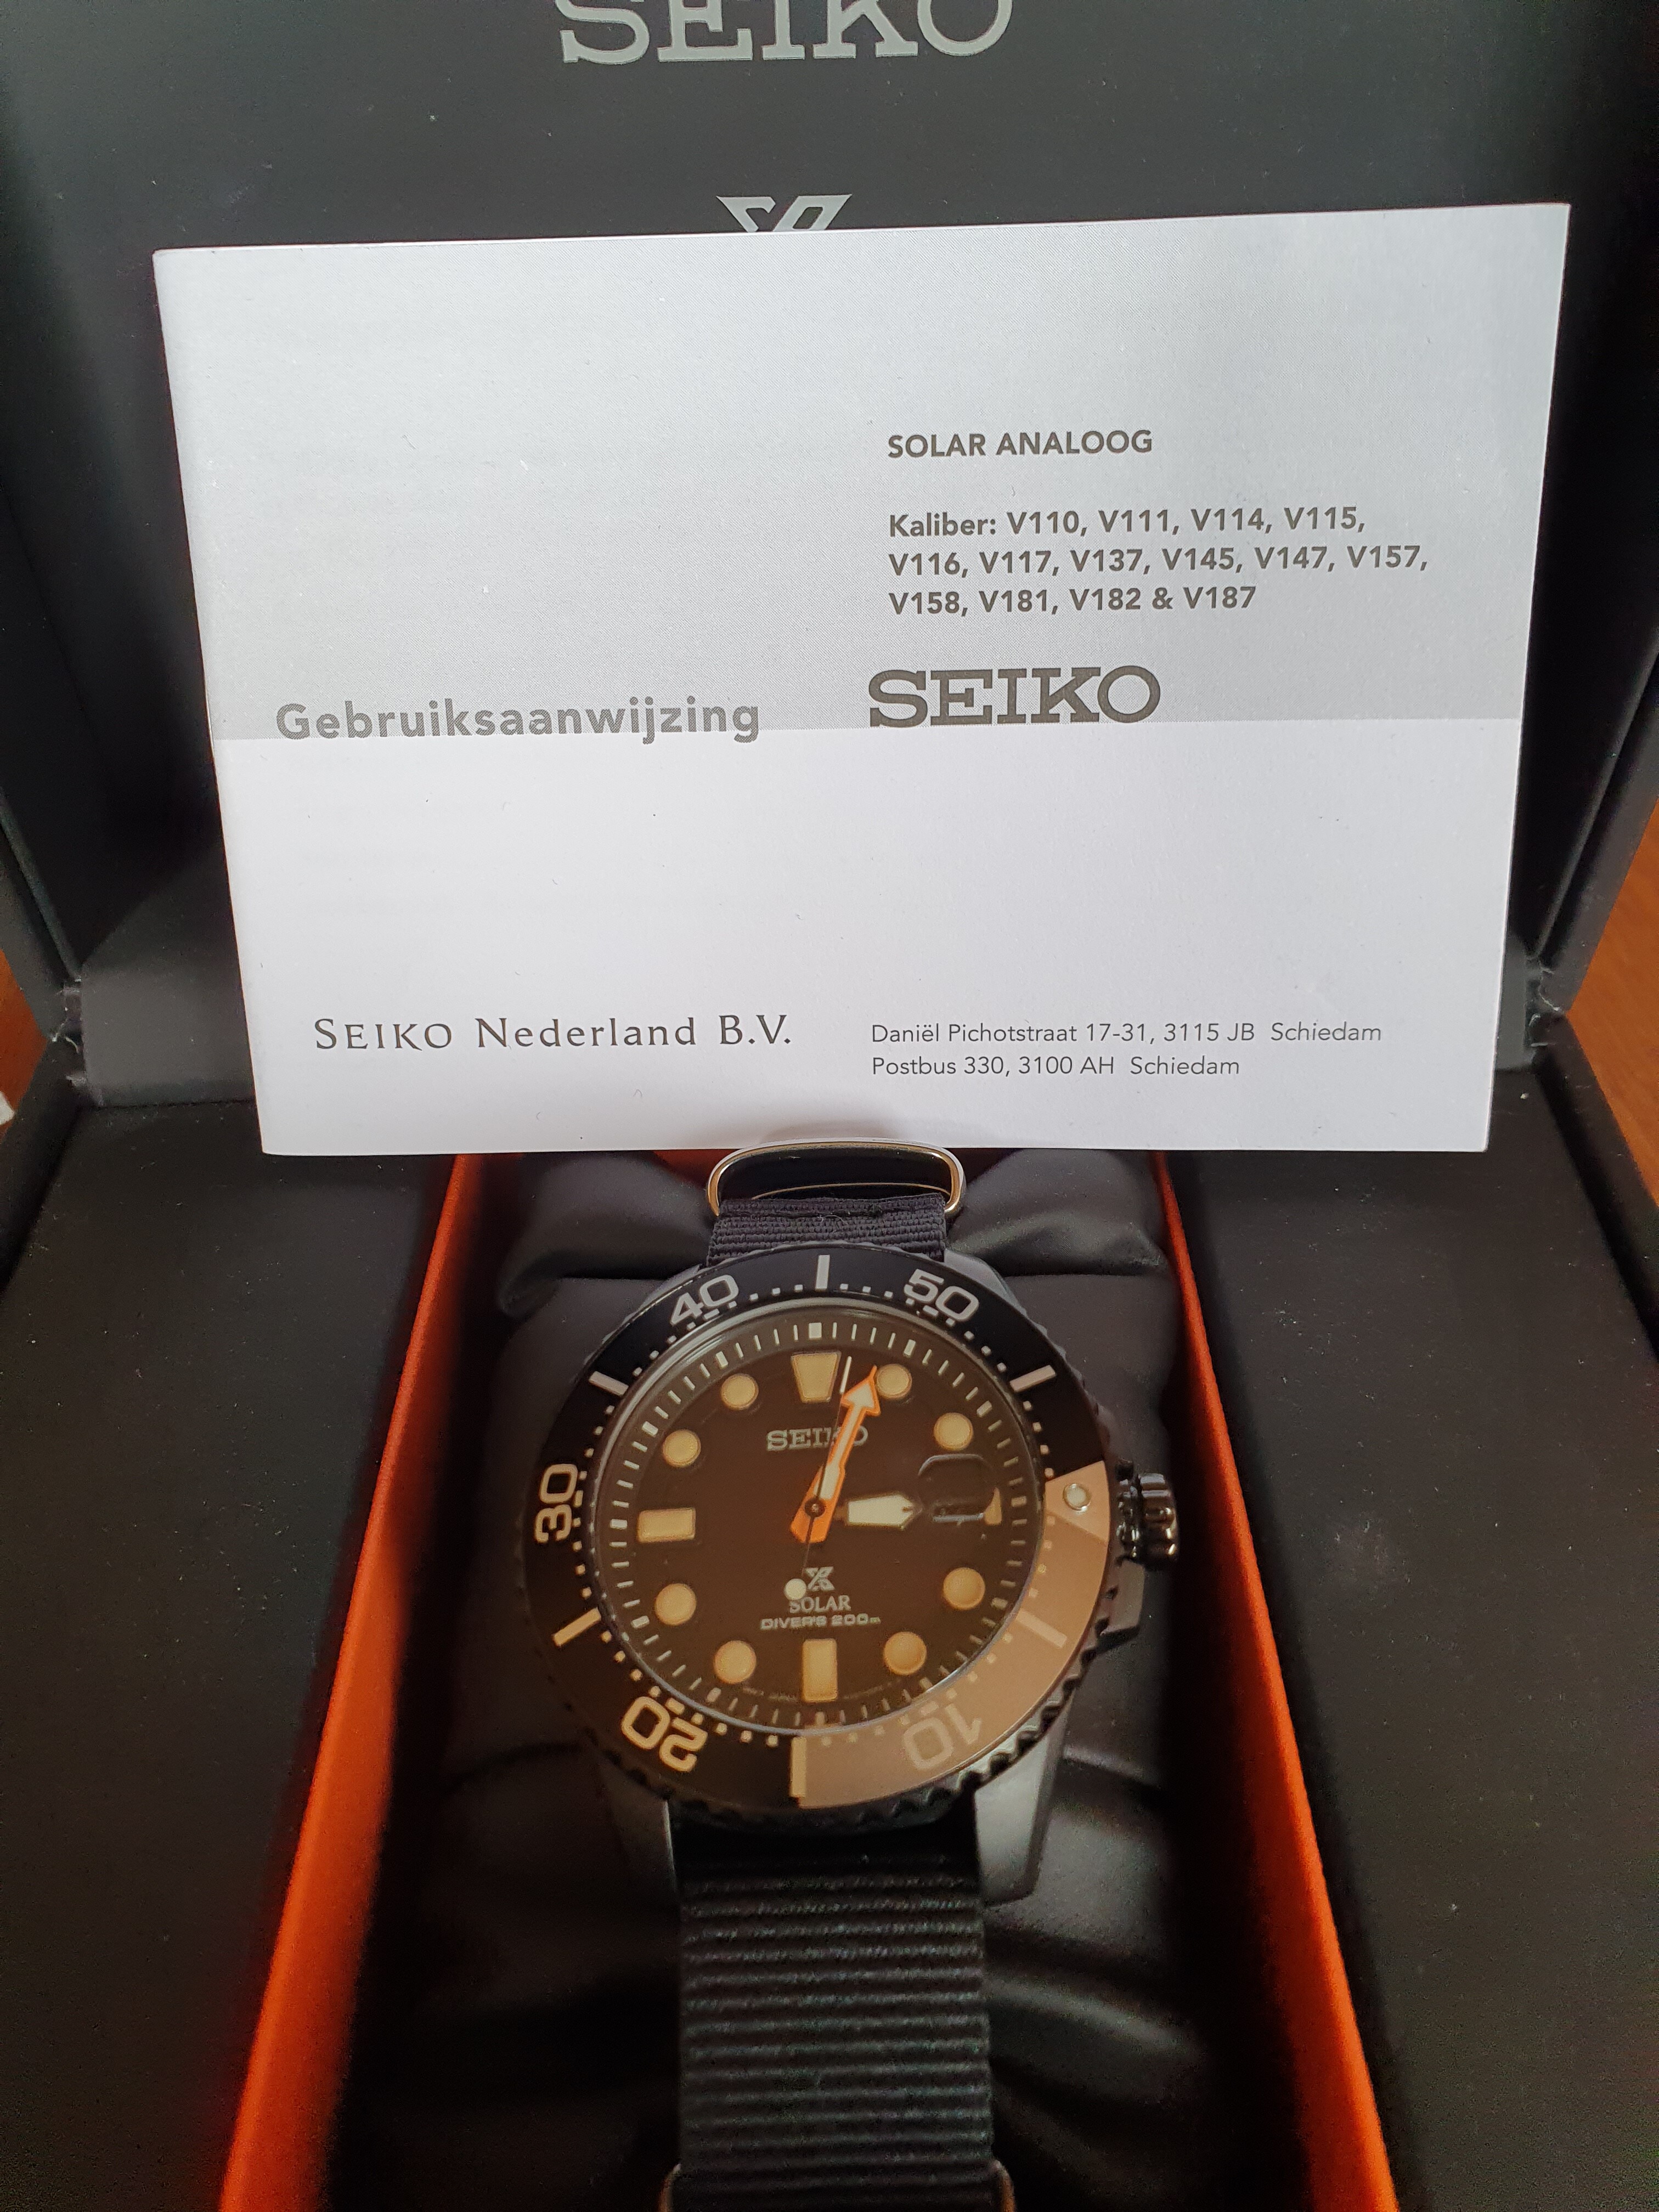 SEIKO
SOLAR ANALOOG
Kaliber: V110, V111, V114, V115,
V116, V117, V137, V145, V147, V157,
V158, V181, V182 & V187
Gebruiksaanwijzing
SEIKO
SEIKO Nederland B.V.
Daniël Pichotstraat 17-31, 3115 JB Schiedam
Postbus 330, 3100 AH Schiedam
40
50
30
20
10
SEIKO
SOLAR
DIVER'S 200m